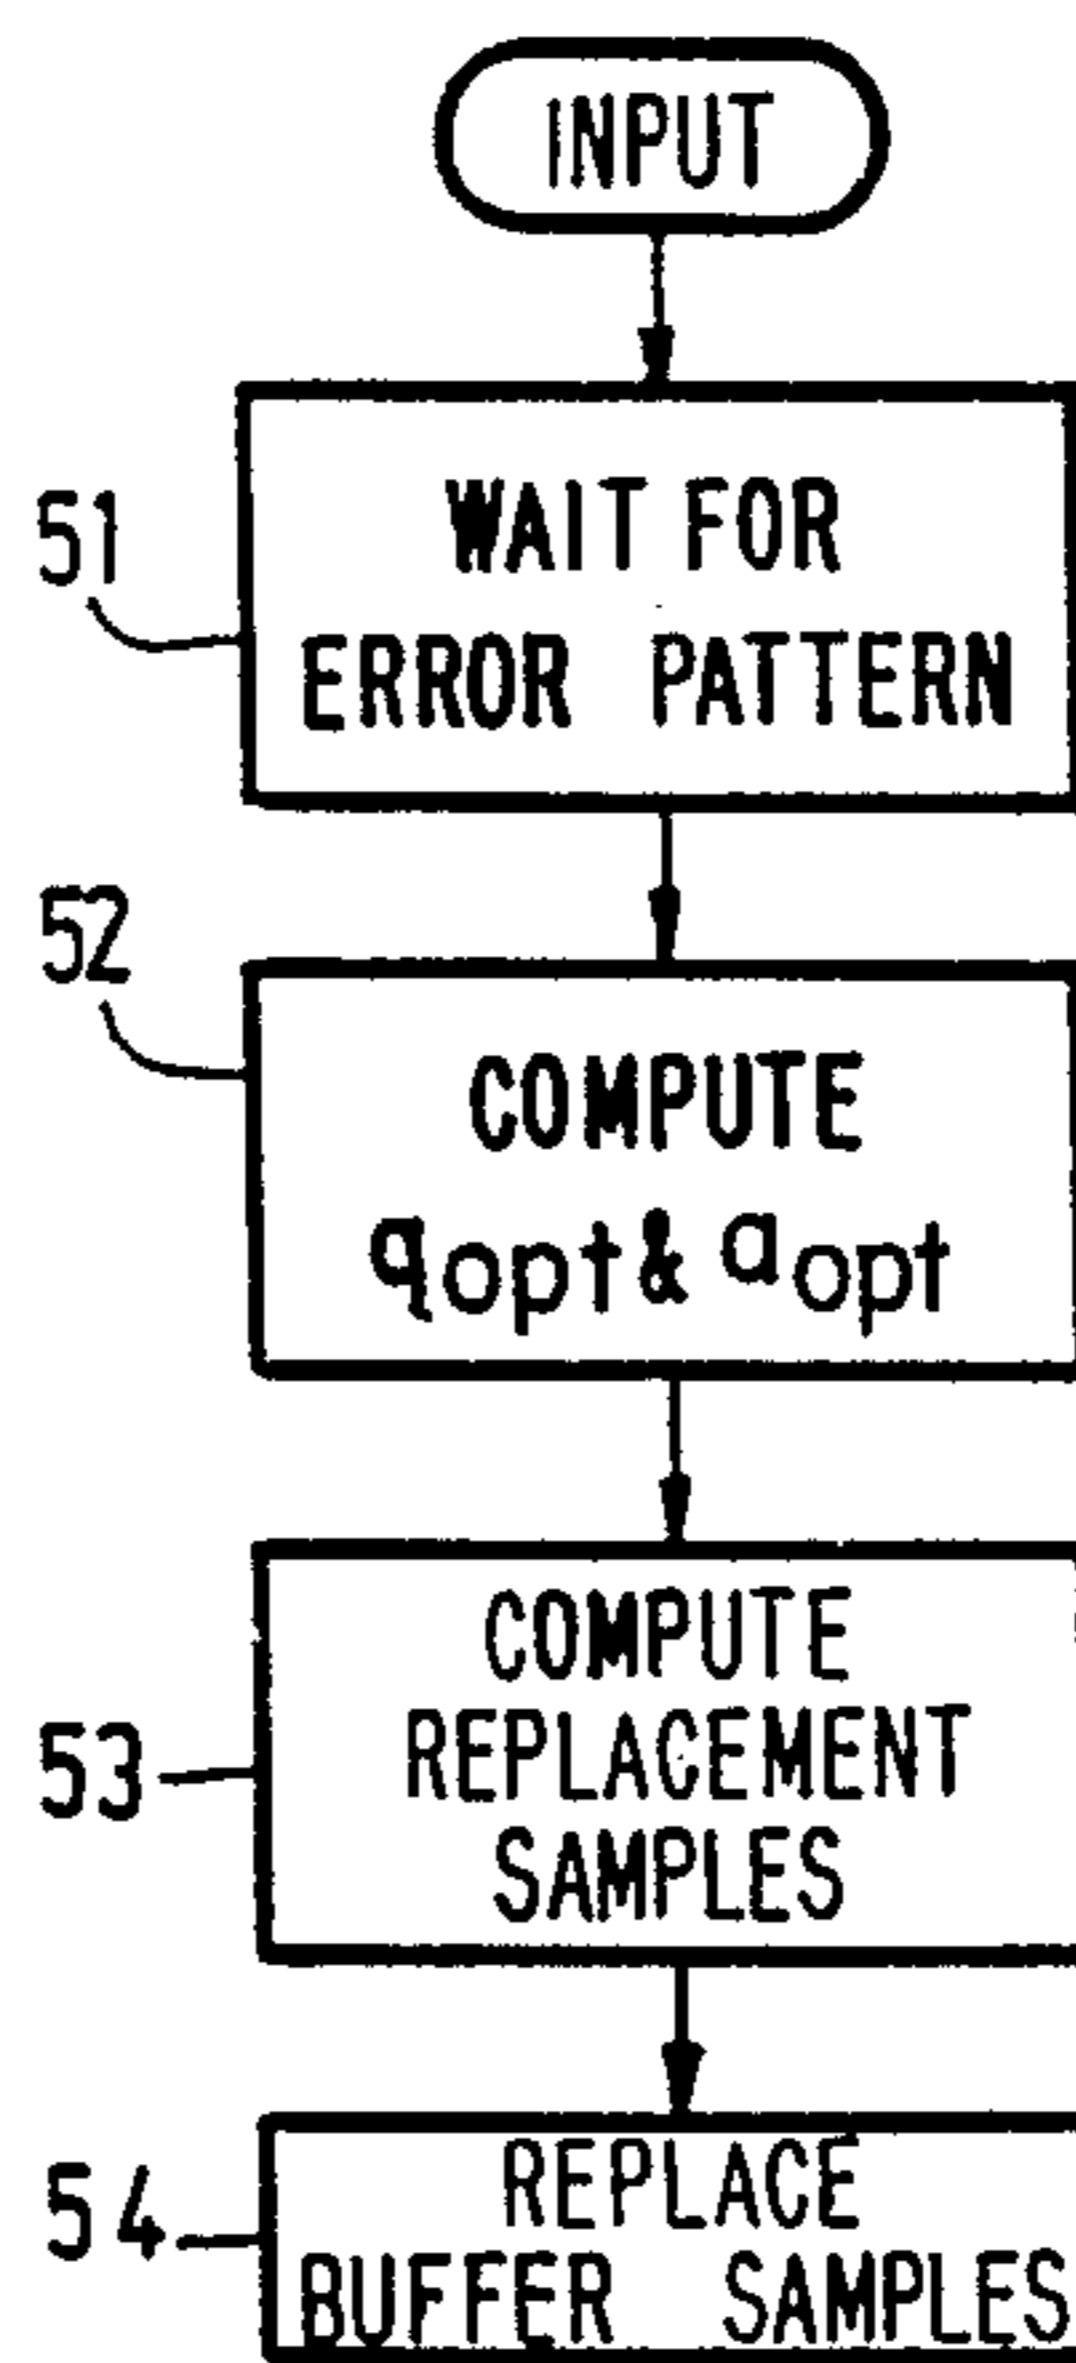 INPUT
51
WAIT FOR
ERROR PATTERN
52
COMPUTE
qopt & aopt
53
COMPUTE
REPLACEMENT
SAMPLES
54
REPLACE
BUFFER SAMPLES